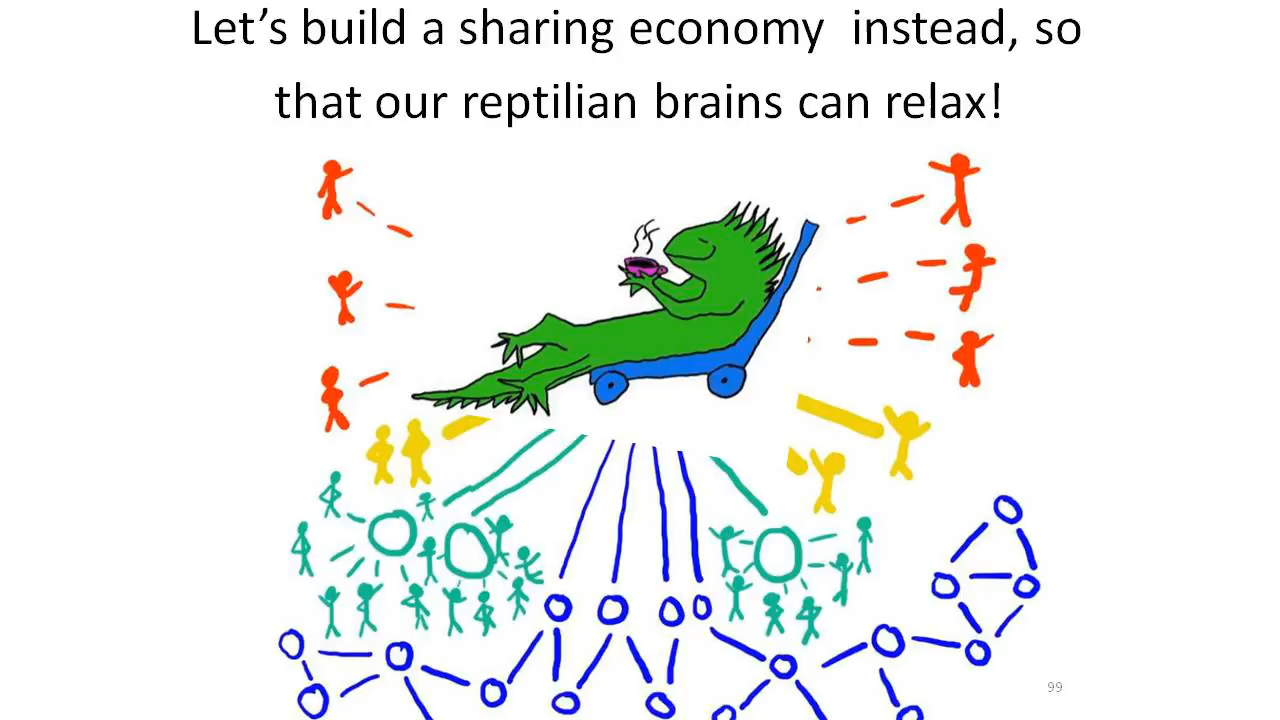 Let’s build a sharing economy  instead, so
that our reptilian brains can relax!
99